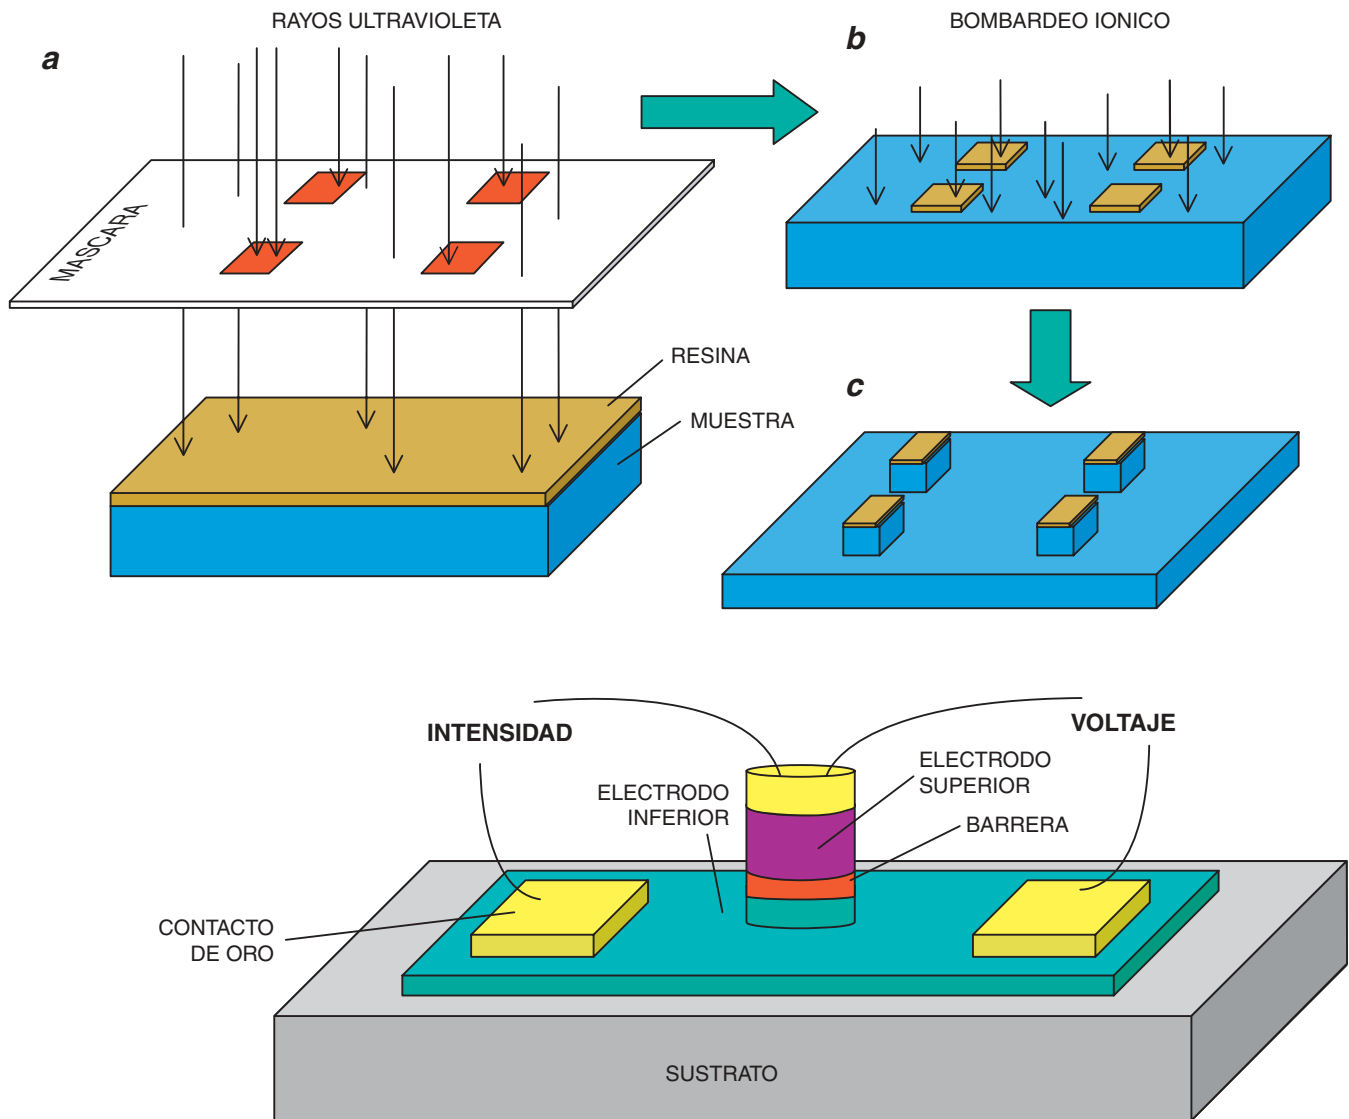 RAYOS ULTRAVIOLETA
BOMBARDEO IONICO
a
b
MASCARA
RESINA
MUESTRA
c
INTENSIDAD
VOLTAJE
ELECTRODO
SUPERIOR
ELECTRODO
INFERIOR
BARRERA
CONTACTO
DE ORO
SUSTRATO